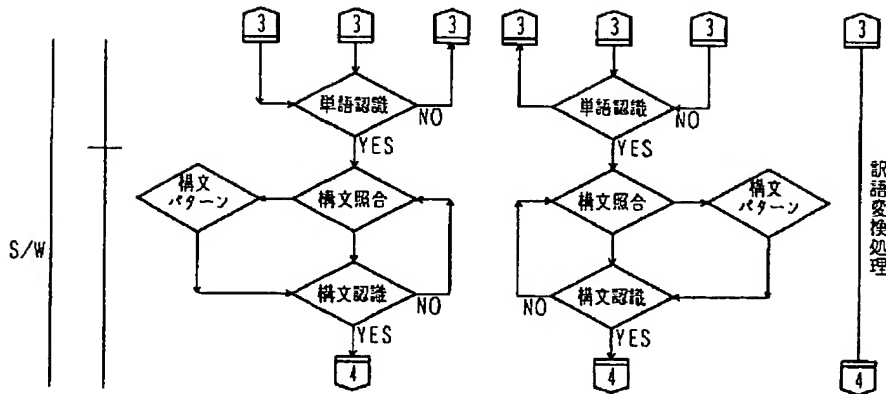 3 3 3 3 3 3 3
単語認識 NO
単語認識 NO
YES
YES
構文
パターン
構文照合
構文照合
構文
パターン
S/W
訳語変換処理
構文認識 NO
NO 構文認識
YES
YES
4
4
4